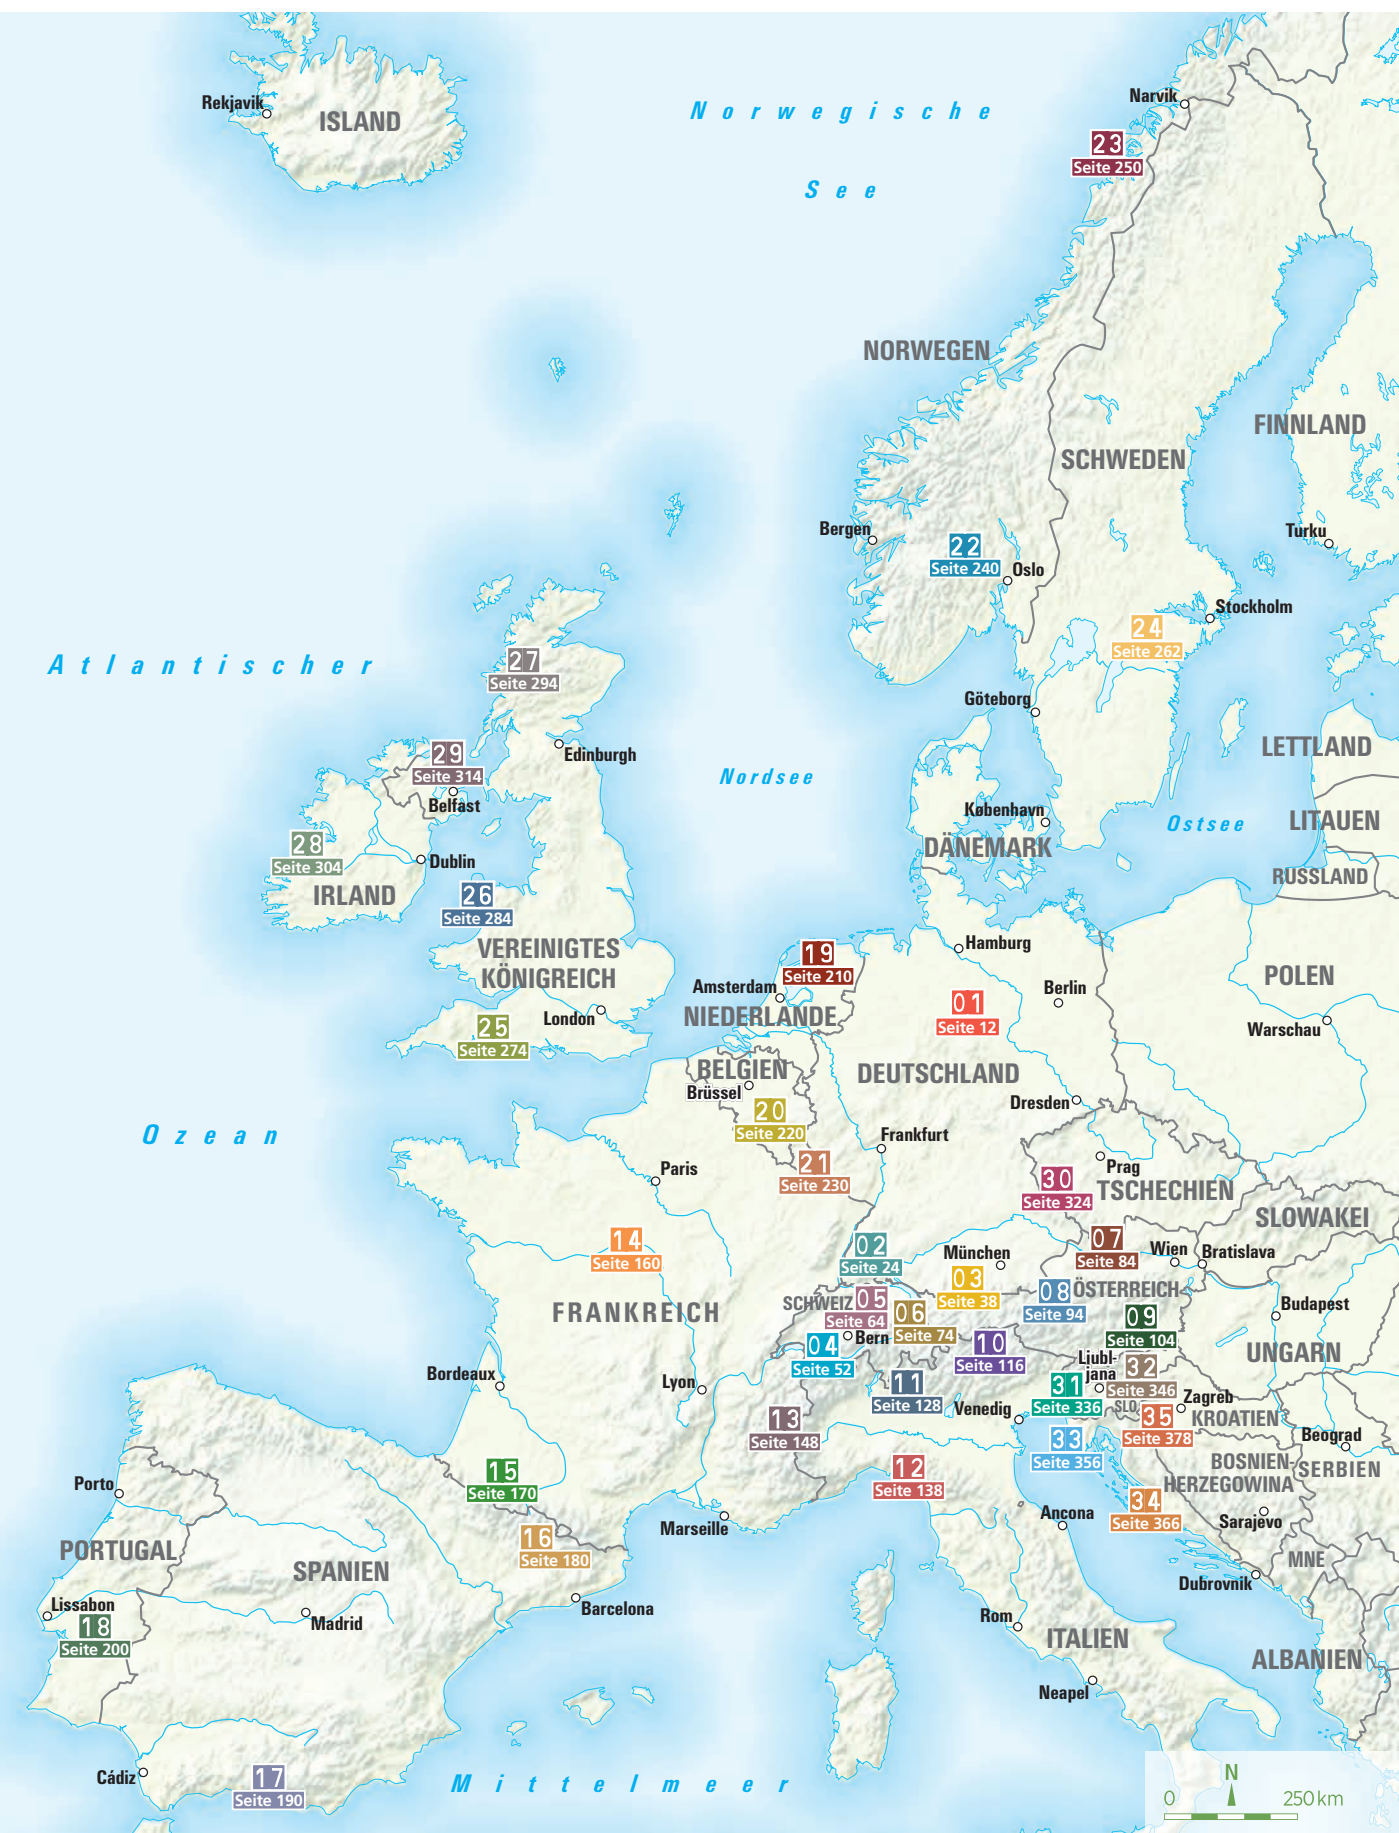 Rekjavik
ISLAND
Norwegische
See
Narvik
23
Seite 250
NORWEGEN
FINNLAND
SCHWEDEN
Bergen
22
Seite 240
Oslo
Turku
Stockholm
24
Seite 262
Atlantischer
27
Seite 294
Göteborg
Edinburgh
29
Seite 314
Belfast
Nordsee
LETTLAND
København
Ostsee
LITAUEN
DÄNEMARK
28
Seite 304
Dublin
IRLAND
RUSSLAND
26
Seite 284
VEREINIGTES
KÖNIGREICH
19
Seite 210
Hamburg
Amsterdam
NIEDERLANDE
01
Seite 12
Berlin
POLEN
Warschau
25
Seite 274
London
BELGIEN
Brüssel
DEUTSCHLAND
Dresden
20
Seite 220
Ozean
Frankfurt
Paris
21
Seite 230
Prag
30
Seite 324
TSCHECHIEN
SLOWAKEI
14
Seite 160
02
Seite 24
München
07
Seite 84
Wien
Bratislava
03
Seite 38
08
Seite 94
ÖSTERREICH
FRANKREICH
SCHWEIZ
05
Seite 64
06
Seite 74
Budapest
09
Seite 104
Bern
04
Seite 52
10
Seite 116
UNGARN
Ljubl-
jana
32
Seite 346
Bordeaux
Lyon
11
Seite 128
31
Seite 336
Venedig
SLO.
Zagreb
35
Seite 378
KROATIEN
13
Seite 148
33
Seite 356
Beograd
BOSNIEN-
HERZEGOWINA
SERBIEN
15
Seite 170
12
Seite 138
Porto
34
Seite 366
Ancona
Sarajevo
Marseille
16
Seite 180
PORTUGAL
SPANIEN
MNE
Dubrovnik
Lissabon
18
Seite 200
Madrid
Barcelona
Rom
ITALIEN
ALBANIEN
Neapel
Cádiz
17
Seite 190
Mittelmeer
N
0
250 km